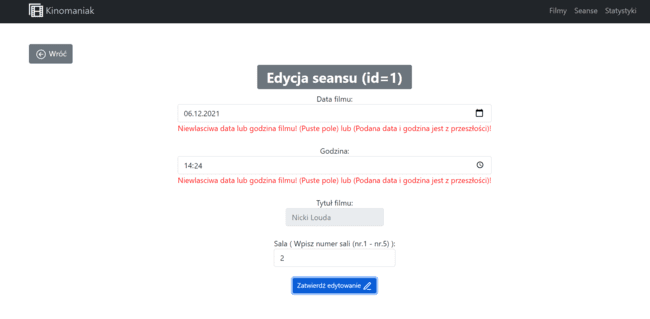 Kinomaniak
Filmy Seanse Statystyki
Wróć
Edycja seansu (id=1)
Data filmu:
06.12.2021
Niewlasciwa data lub godzina filmu! (Puste pole) lub (Podana data i godzina jest z przeszłości)!
Godzina:
14:24
Niewlasciwa data lub godzina filmu! (Puste pole) lub (Podana data i godzina jest z przeszłości)!
Tytuł filmu:
Nicki Louda
Sala ( Wpisz numer sali (nr.1 - nr.5) ):
2
Zatwierdź edytowanie